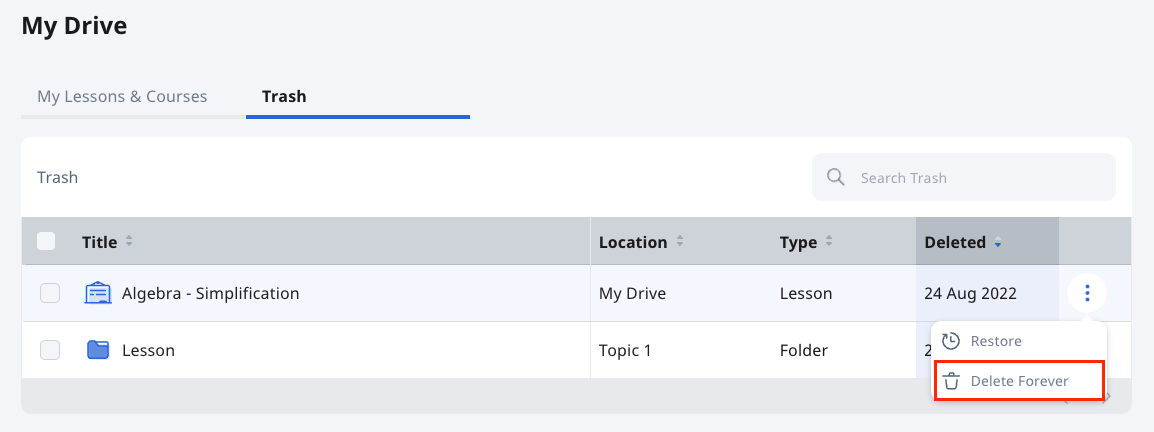 My Drive
My Lessons & Courses Trash
Trash Search Trash
Title Location Type Deleted
Algebra - Simplification My Drive Lesson 24 Aug 2022
Lesson Topic 1 Folder 2
Restore
Delete Forever